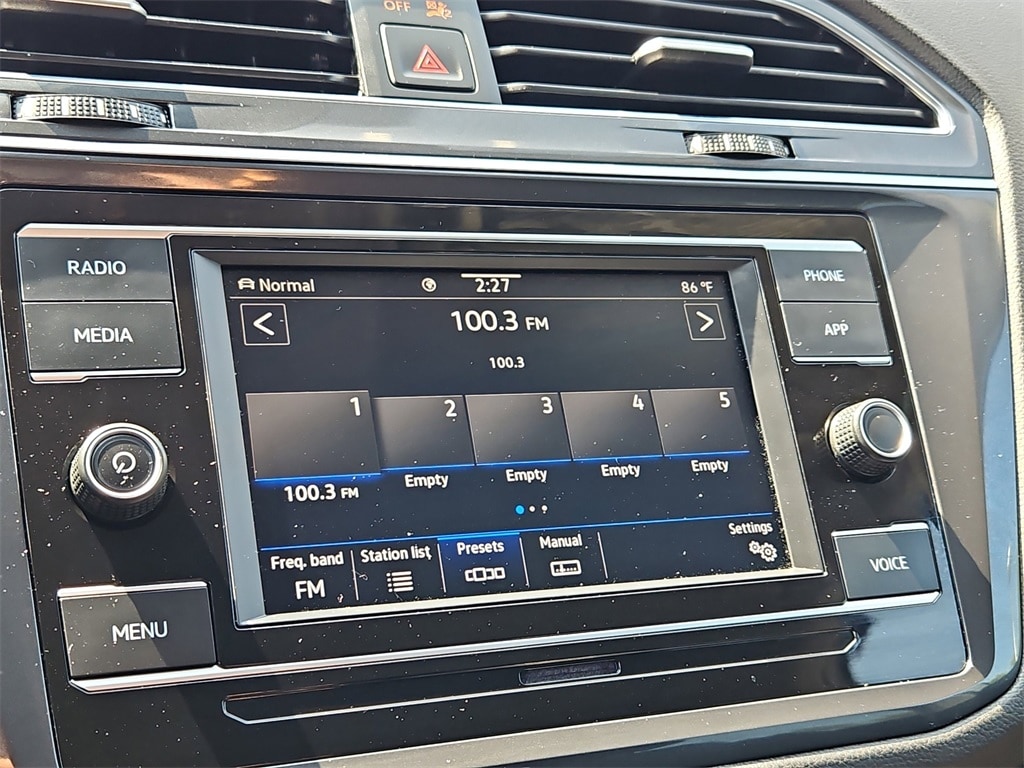 OFF
RADIO
MEDIA
MENU
Normal 2:27 86 °F
< 100.3 FM >
100.3
1 2 3 4 5
100.3 FM Empty Empty Empty Empty
Freq. band Station list Presets Manual Settings
FM
PHONE
APP
VOICE